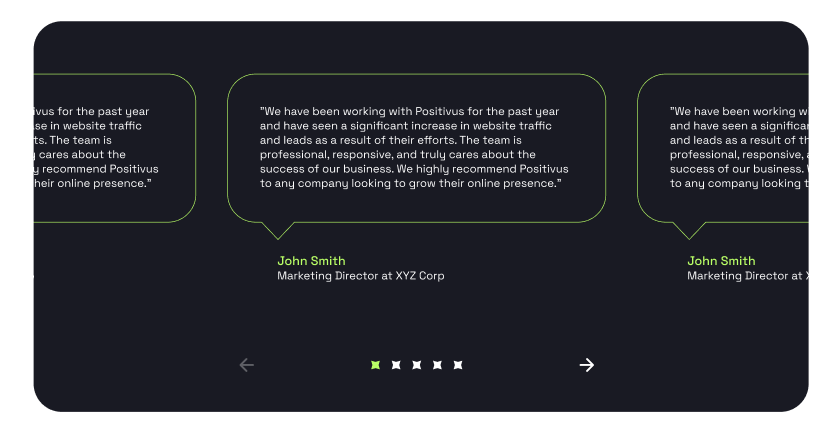 ivus for the past year
se in website traffic
ts. The team is
cares about the
recommend Positivus
heir online presence."
"We have been working with Positivus for the past year
and have seen a significant increase in website traffic
and leads as a result of their efforts. The team is
professional, responsive, and truly cares about the
success of our business. We highly recommend Positivus
to any company looking to grow their online presence."
John Smith
Marketing Director at XYZ Corp
"We have been working w
and have seen a significa
and leads as a result of th
professional, responsive,
success of our business.
to any company looking t
John Smith
Marketing Director at